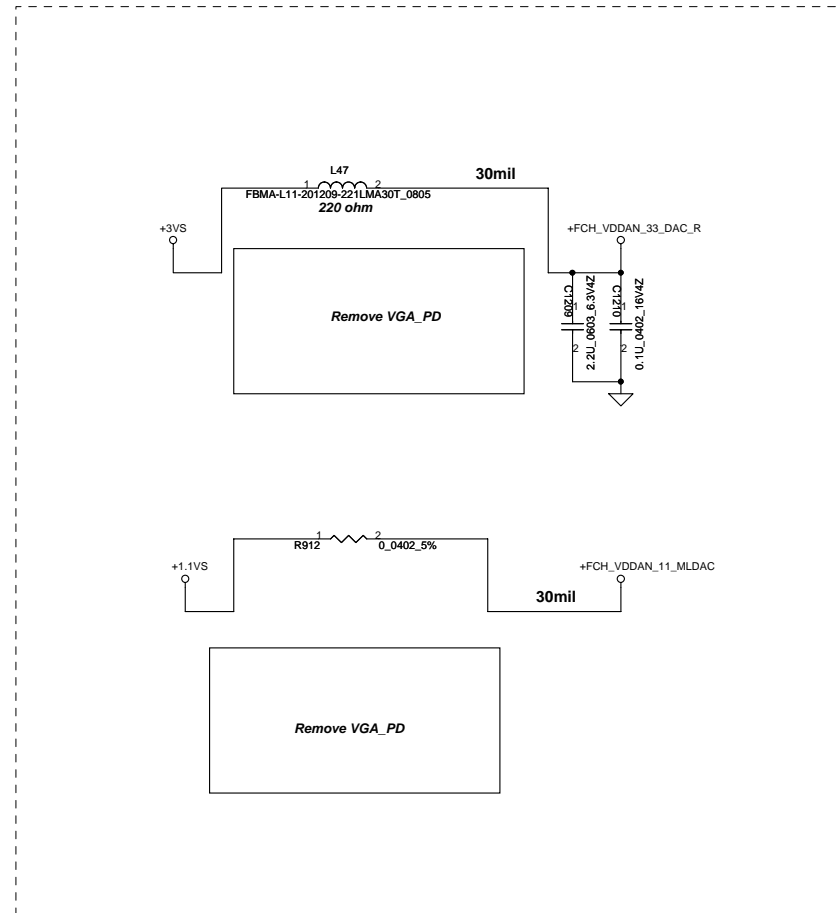 L47
1 2
30mil
FBMA-L11-201209-221LMA30T_0805
220 ohm
+3VS
+FCH_VDDAN_33_DAC_R
Remove VGA_PD
C1209
1
2
2.2U_0603_6.3V4Z
C1210
1
2
0.1U_0402_16V4Z
1 2
R912 0_0402_5%
+1.1VS
+FCH_VDDAN_11_MLDAC
30mil
Remove VGA_PD